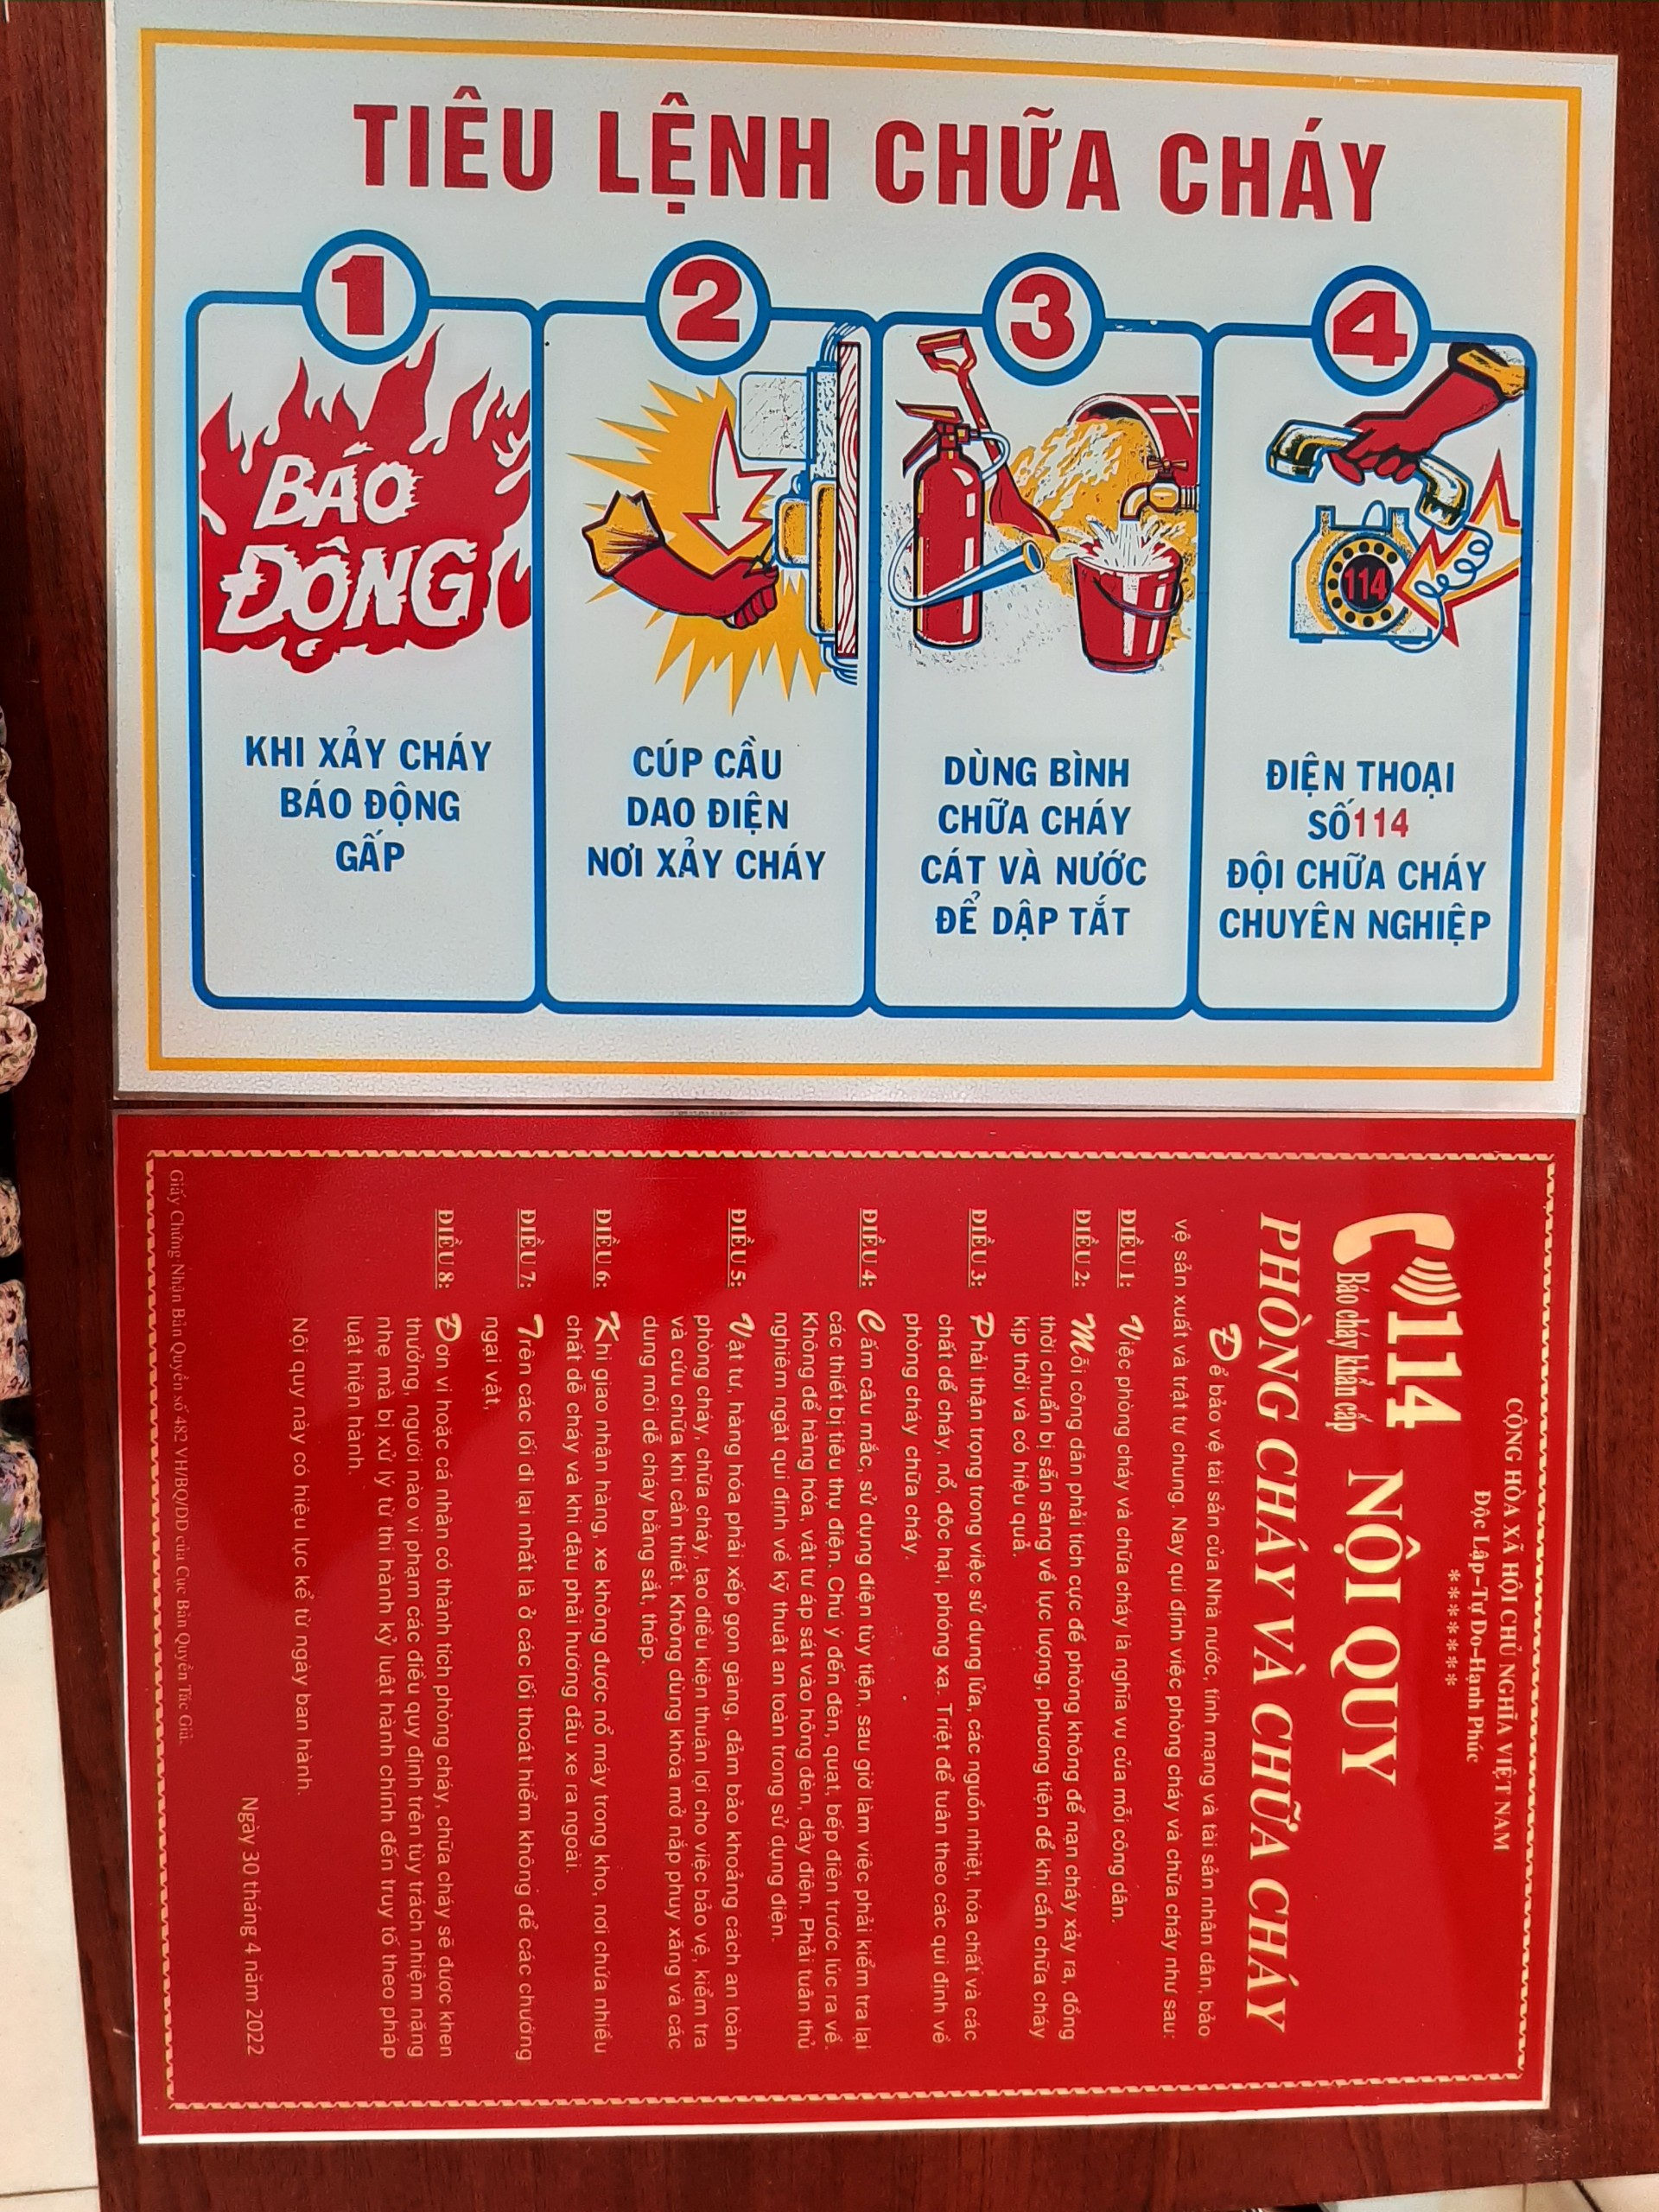 TIÊU LỆNH CHỮA CHÁY
1
BÁO
ĐỘNG
KHI XẢY CHÁY
BÁO ĐỘNG
GẤP
2
CÚP CẦU
DAO ĐIỆN
NƠI XẢY CHÁY
3
DÙNG BÌNH
CHỮA CHÁY
CÁT VÀ NƯỚC
ĐỂ DẬP TẮT
4
114
ĐIỆN THOẠI
SỐ 114
ĐỘI CHỮA CHÁY
CHUYÊN NGHIỆP
CỘNG HÒA XÃ HỘI CHỦ NGHĨA VIỆT NAM
Độc Lập-Tự Do-Hạnh Phúc
******
114
Báo cháy khẩn cấp
NỘI QUY
PHÒNG CHÁY VÀ CHỮA CHÁY
Để bảo vệ tài sản của Nhà nước, tính mạng và tài sản nhân dân, bảo
vệ sản xuất và trật tự chung. Nay qui định việc phòng cháy và chữa cháy như sau:
ĐIỀU 1: Việc phòng cháy và chữa cháy là nghĩa vụ của mỗi công dân.
ĐIỀU 2: Mỗi công dân phải tích cực đề phòng không để nạn cháy xảy ra, đồng
thời chuẩn bị sẵn sàng về lực lượng, phương tiện để khi cần chữa cháy
kịp thời và có hiệu quả.
ĐIỀU 3: Phải thận trọng trong việc sử dụng lửa, các nguồn nhiệt, hóa chất và các
chất dể cháy, nổ, độc hại, phóng xạ. Triệt để tuân theo các qui định về
phòng cháy chữa cháy.
ĐIỀU 4: Cấm câu mắc, sử dụng điện tùy tiện, sau giờ làm việc phải kiểm tra lại
các thiết bị tiêu thụ điện. Chú ý đến đèn, quạt, bếp điện trước lúc ra về.
Không để hàng hóa, vật tư áp sát vào hông đèn, dây điện. Phải tuân thủ
nghiêm ngặt qui định về kỹ thuật an toàn trong sử dụng điện.
ĐIỀU 5: Vật tư, hàng hóa phải xếp gọn gàng, đảm bảo khoảng cách an toàn
phòng cháy, chữa cháy, tạo điều kiện thuận lợi cho việc bảo vệ, kiểm tra
và cứu chữa khi cần thiết. Không dùng khóa mở nắp phuy xăng và các
dung môi dễ cháy bằng sắt, thép.
ĐIỀU 6: Khi giao nhận hàng, xe không được nổ máy trong kho, nơi chứa nhiều
chất dễ cháy và khi đậu phải hướng đầu xe ra ngoài.
ĐIỀU 7: Trên các lối đi lại nhất là ở các lối thoát hiểm không để các chướng
ngại vật.
ĐIỀU 8: Đơn vị hoặc cá nhân có thành tích phòng cháy, chữa cháy sẽ được khen
thưởng, người nào vi phạm các điều quy định trên tùy trách nhiệm nặng
nhẹ mà bị xử lý từ thi hành kỷ luật hành chính đến truy tố theo pháp
luật hiện hành.
Nội quy này có hiệu lực kể từ ngày ban hành.
Ngày 30 tháng 4 năm 2022
Giấy Chứng Nhận Bản Quyền số 482 VH/BQ/DD của Cục Bản Quyền Tác Giả.